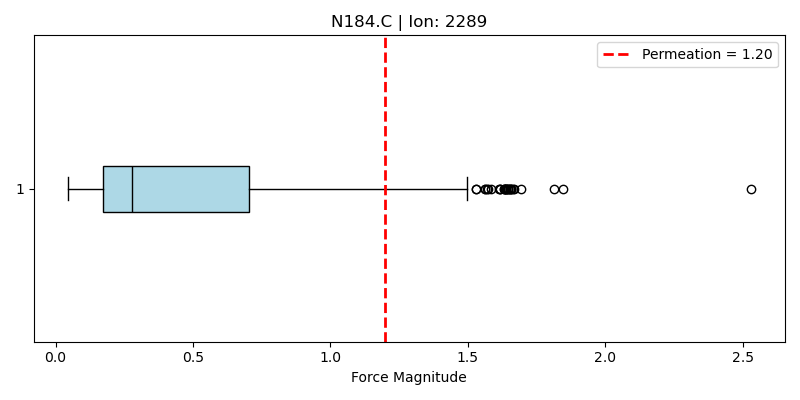 N184.C | Ion: 2289
Permeation = 1.20
1
0.0 0.5 1.0 1.5 2.0 2.5
Force Magnitude